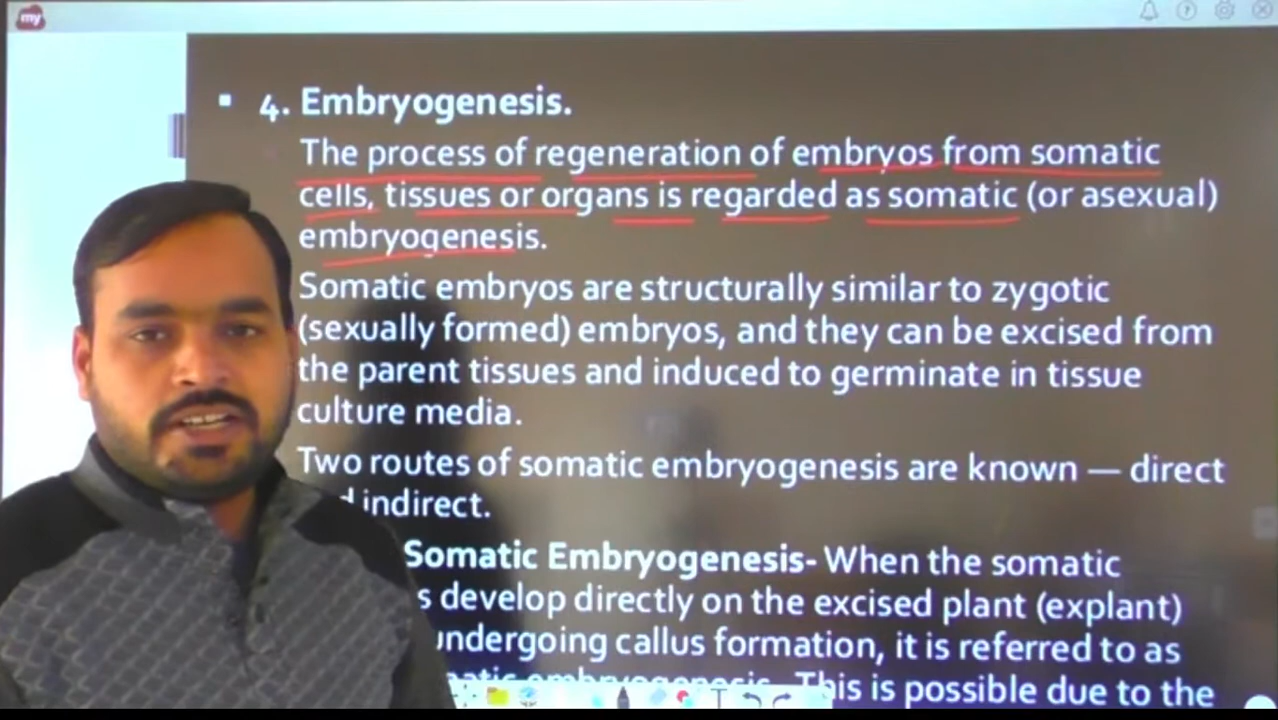 my
4. Embryogenesis.
The process of regeneration of embryos from somatic
cells, tissues or organs is regarded as somatic (or asexual)
embryogenesis.
Somatic embryos are structurally similar to zygotic
(sexually formed) embryos, and they can be excised from
the parent tissues and induced to germinate in tissue
culture media.
Two routes of somatic embryogenesis are known — direct
indirect.
Somatic Embryogenesis- When the somatic
s develop directly on the excised plant (explant)
undergoing callus formation, it is referred to as
embryogenesis. This is possible due to the